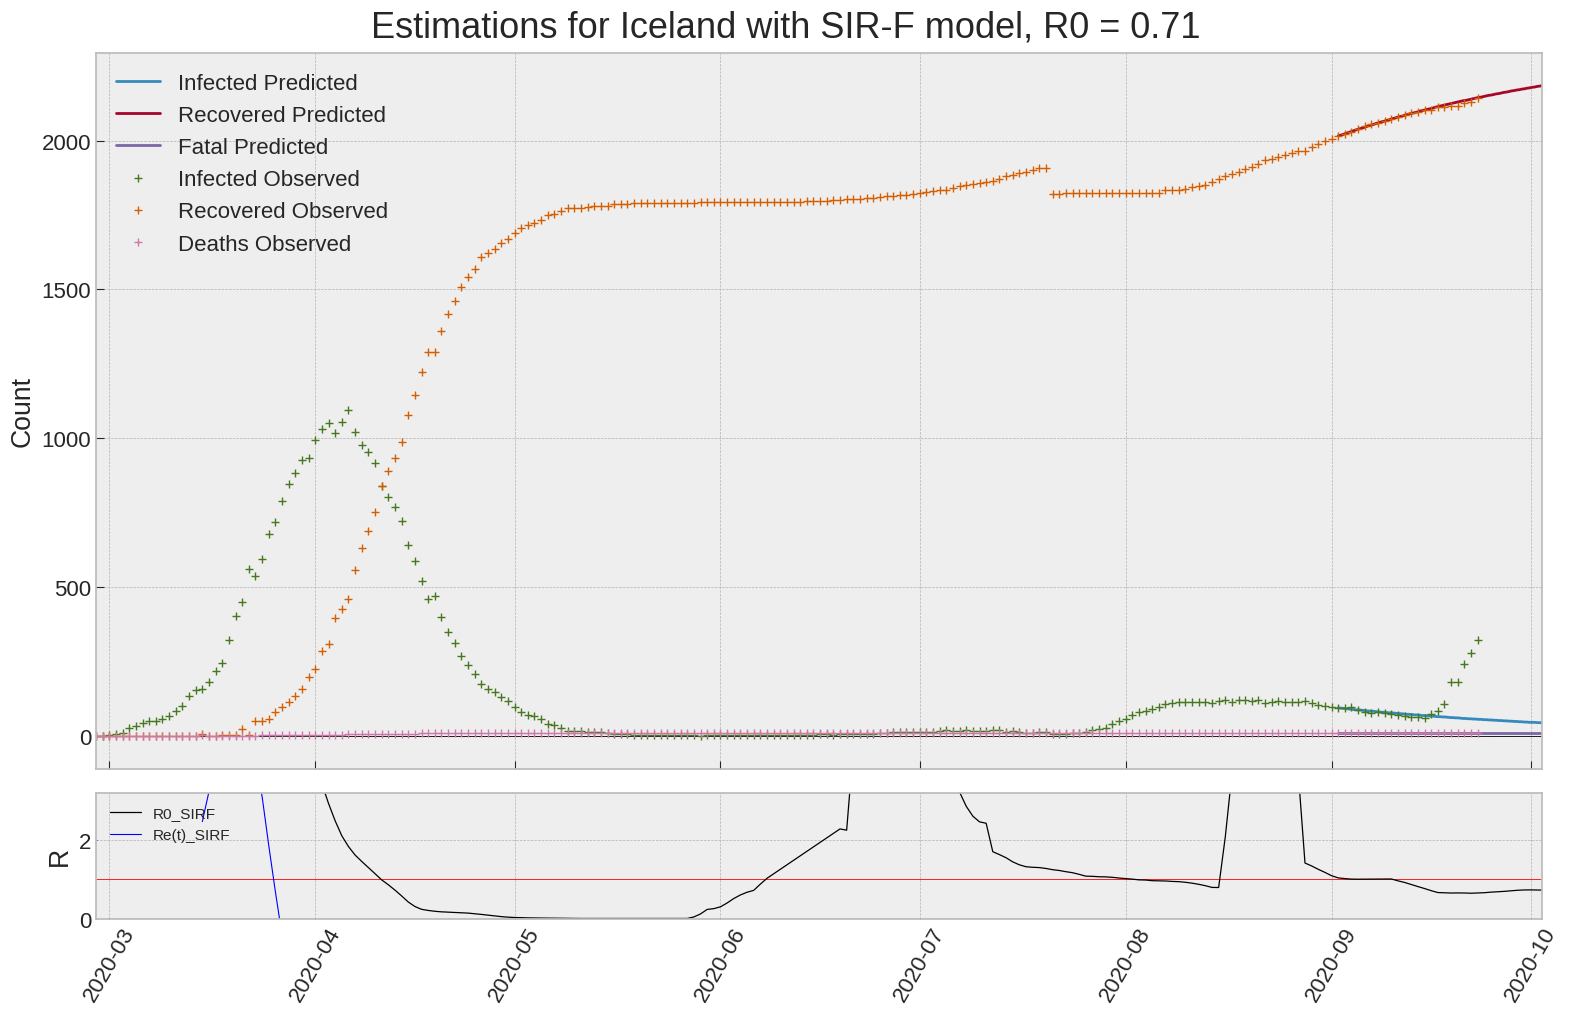 Estimations for Iceland with SIR-F model, R0 = 0.71
Infected Predicted
Recovered Predicted
Fatal Predicted
Infected Observed
Recovered Observed
Deaths Observed
Count
2000
1500
1000
500
0
R0_SIRF
Re(t)_SIRF
R
2
0
2020-03
2020-04
2020-05
2020-06
2020-07
2020-08
2020-09
2020-10